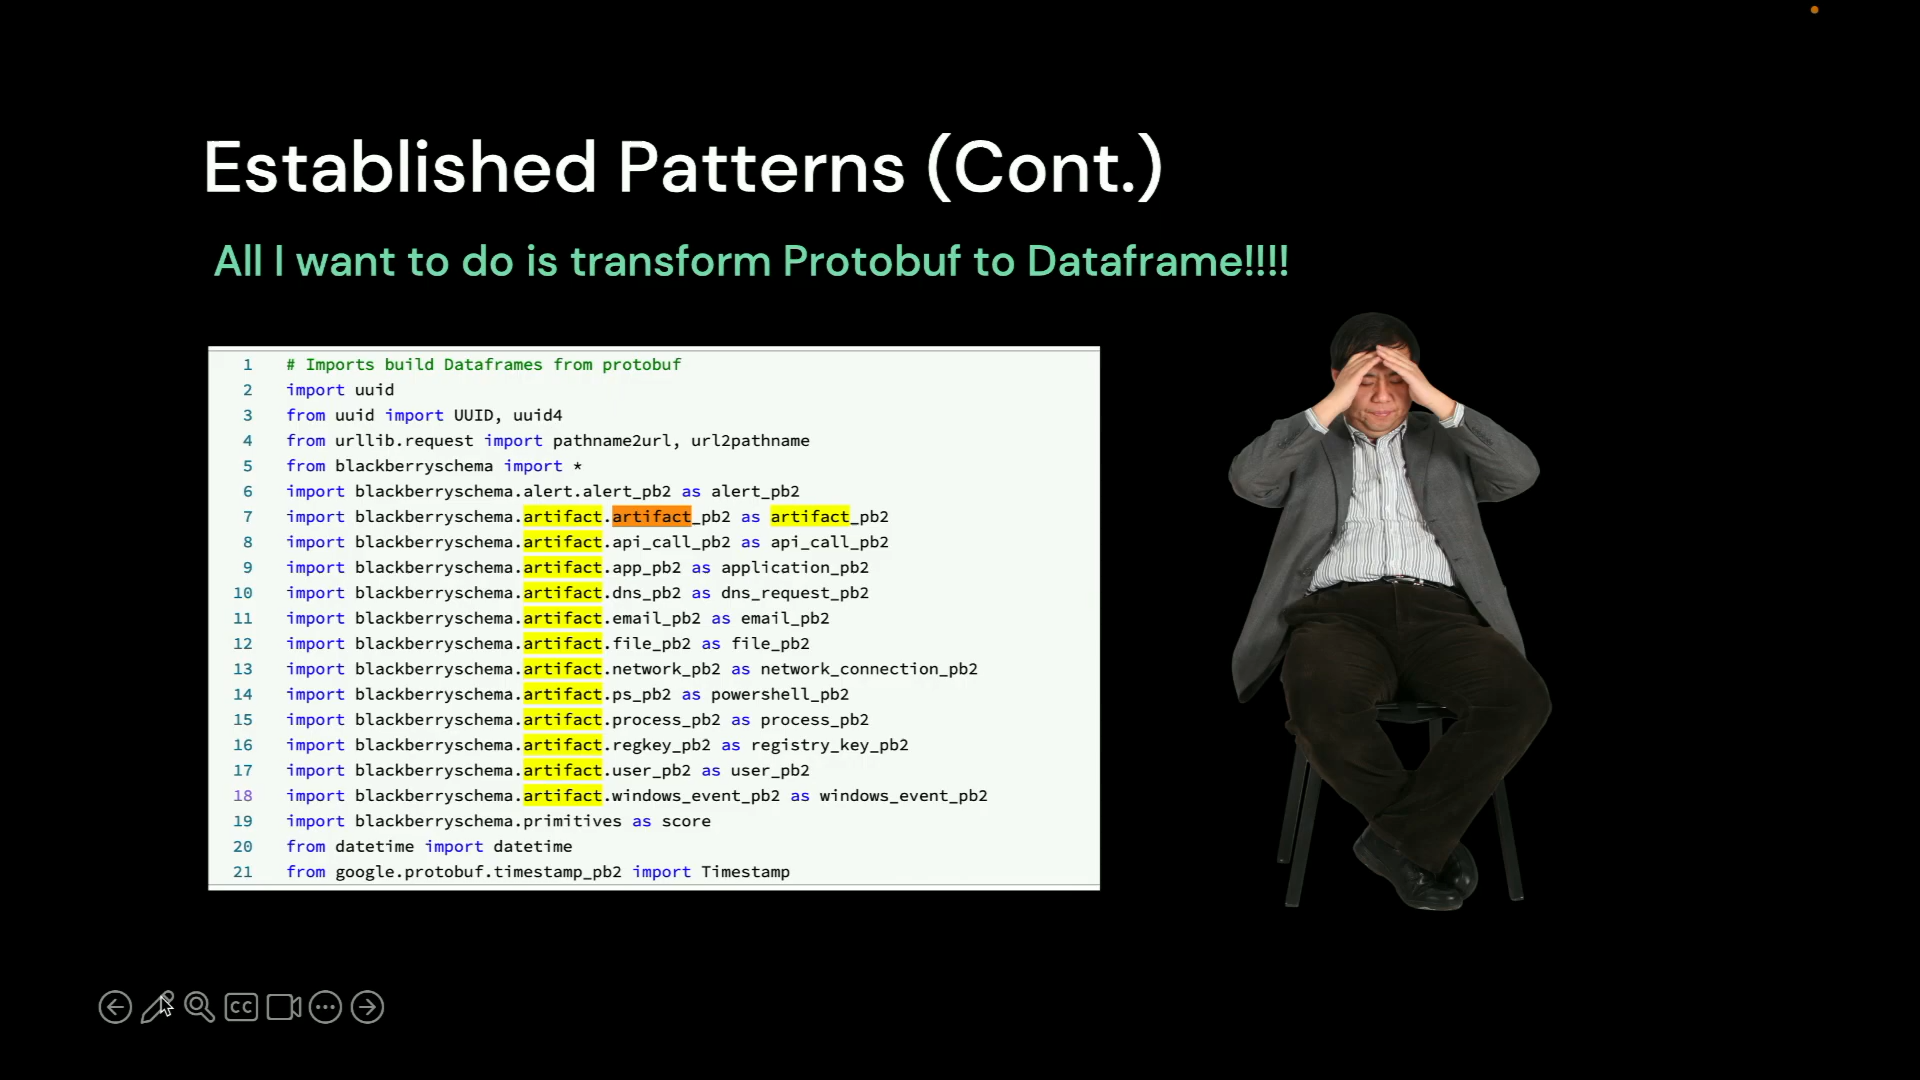 Established Patterns (Cont.)
All I want to do is transform Protobuf to Dataframe!!!!
1 # Imports build Dataframes from protobuf
2 import uuid
3 from uuid import UUID, uuid4
4 from urllib.request import pathname2url, url2pathname
5 from blackberryschema import *
6 import blackberryschema.alert.alert_pb2 as alert_pb2
7 import blackberryschema.artifact.artifact_pb2 as artifact_pb2
8 import blackberryschema.artifact.api_call_pb2 as api_call_pb2
9 import blackberryschema.artifact.app_pb2 as application_pb2
10 import blackberryschema.artifact.dns_pb2 as dns_request_pb2
11 import blackberryschema.artifact.email_pb2 as email_pb2
12 import blackberryschema.artifact.file_pb2 as file_pb2
13 import blackberryschema.artifact.network_pb2 as network_connection_pb2
14 import blackberryschema.artifact.ps_pb2 as powershell_pb2
15 import blackberryschema.artifact.process_pb2 as process_pb2
16 import blackberryschema.artifact.regkey_pb2 as registry_key_pb2
17 import blackberryschema.artifact.user_pb2 as user_pb2
18 import blackberryschema.artifact.windows_event_pb2 as windows_event_pb2
19 import blackberryschema.primitives as score
20 from datetime import datetime
21 from google.protobuf.timestamp_pb2 import Timestamp
CC